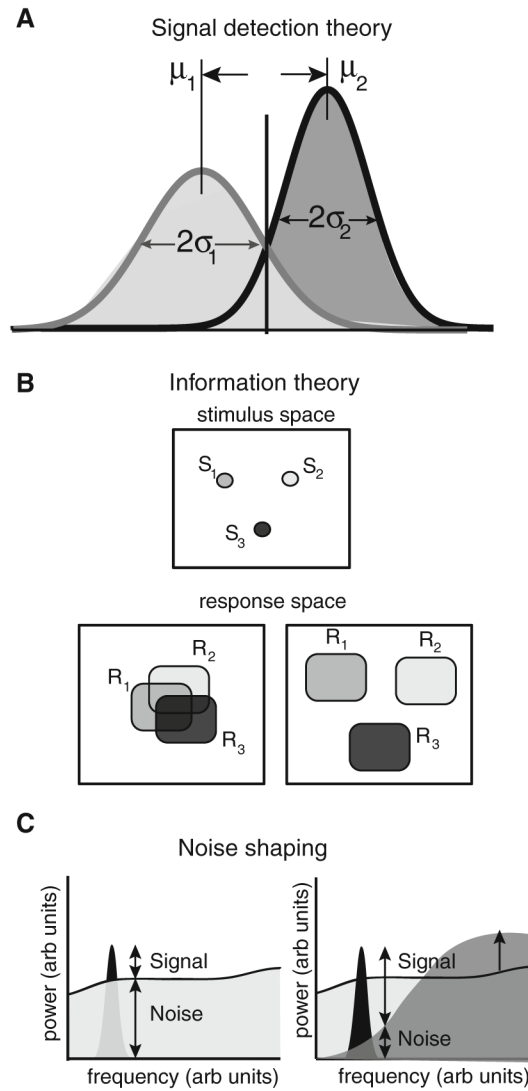 A
Signal detection theory
μ1 μ2
2σ1 2σ2
B
Information theory
stimulus space
S1 S2
S3
response space
R2
R1
R3
R1 R2
R3
C
Noise shaping
power (arb units)
Signal
Noise
frequency (arb units)
power (arb units)
Signal
Noise
frequency (arb units)